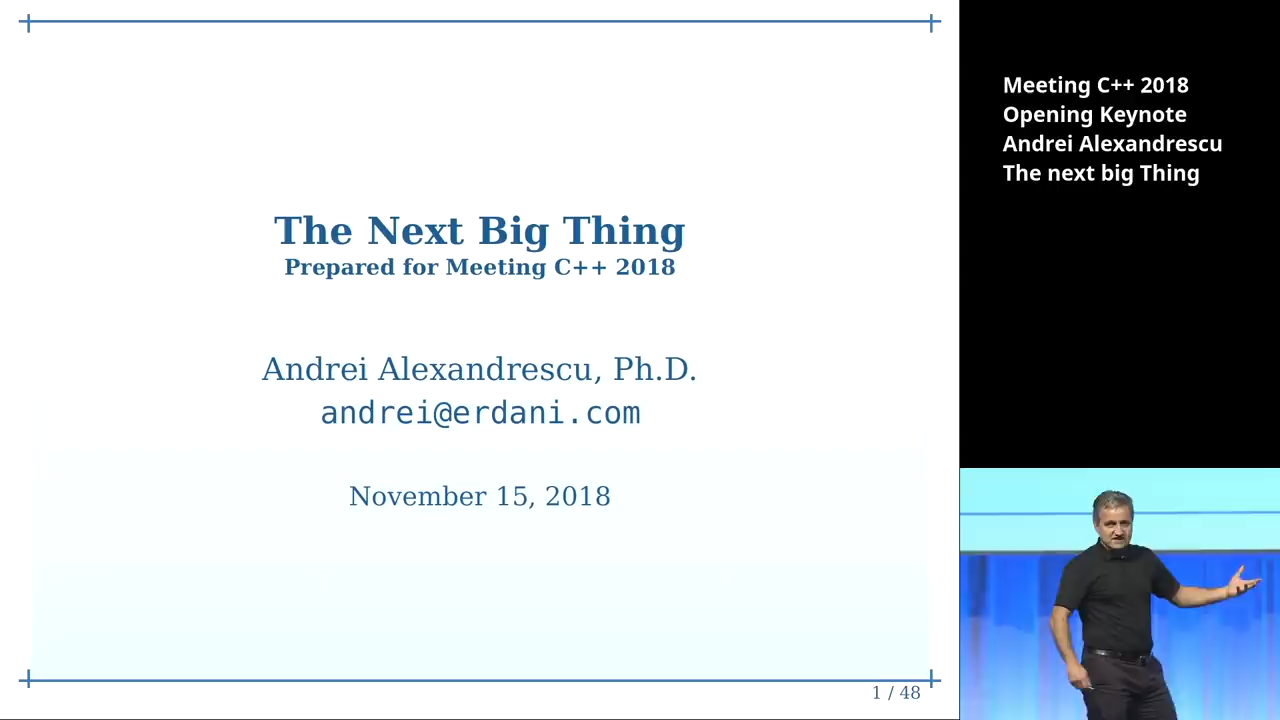 The Next Big Thing
Prepared for Meeting C++ 2018
Andrei Alexandrescu, Ph.D.
andrei@erdani.com
November 15, 2018
1 / 48
Meeting C++ 2018
Opening Keynote
Andrei Alexandrescu
The next big Thing